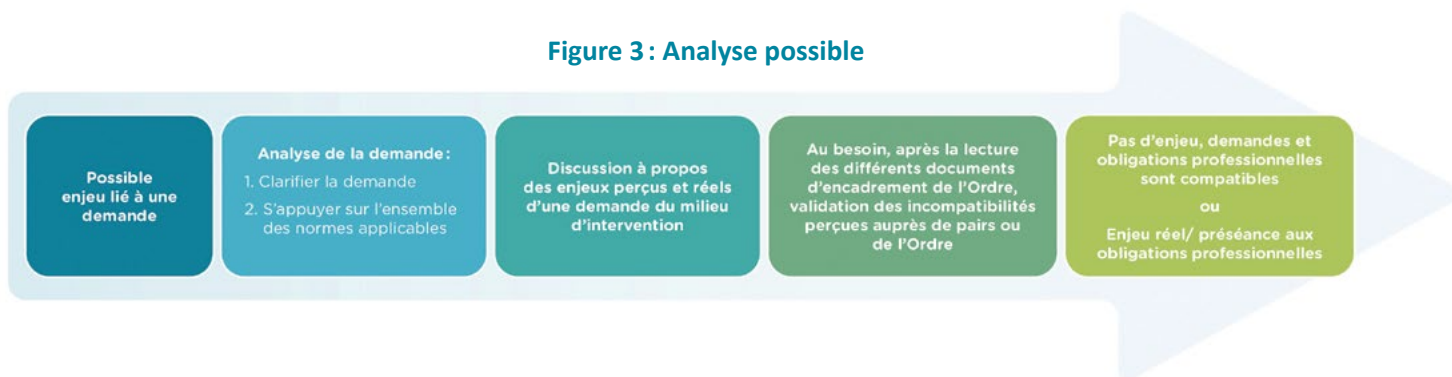 Figure 3 : Analyse possible
Possible
enjeu lié à une
demande
Analyse de la demande :
1. Clarifier la demande
2. S’appuyer sur l’ensemble
des normes applicables
Discussion à propos
des enjeux perçus et réels
d’une demande du milieu
d’intervention
Au besoin, après la lecture
des différents documents
d’encadrement de l’Ordre,
validation des incompatibilités
perçues auprès de pairs ou
de l’Ordre
Pas d’enjeu, demandes et
obligations professionnelles
sont compatibles
ou
Enjeu réel/ préséance aux
obligations professionnelles